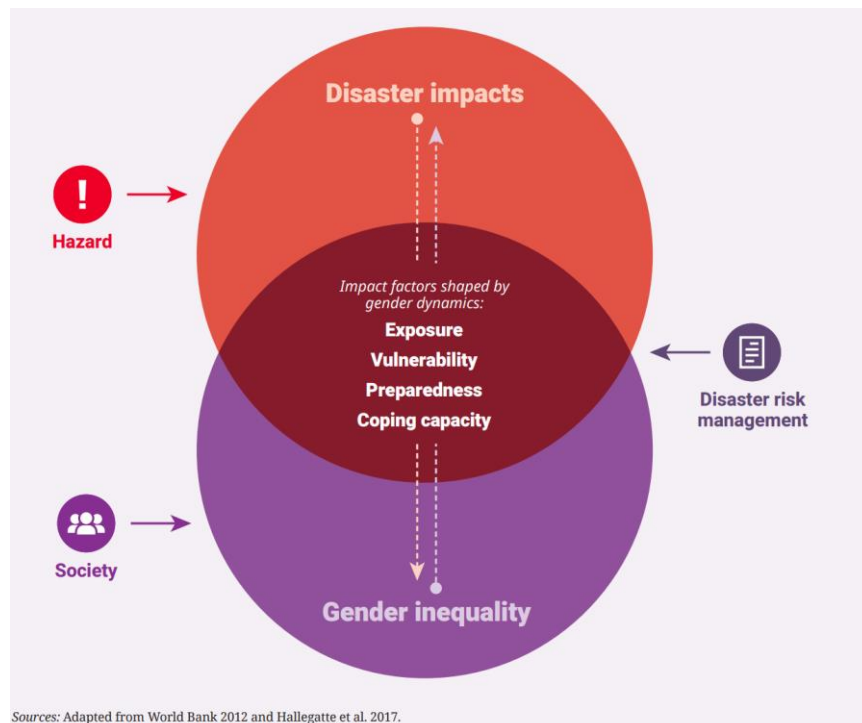 Disaster impacts
!
Hazard
Impact factors shaped by
gender dynamics:
Exposure
Vulnerability
Preparedness
Coping capacity
Disaster risk
management
Society
Gender inequality
Sources: Adapted from World Bank 2012 and Hallegatte et al. 2017.